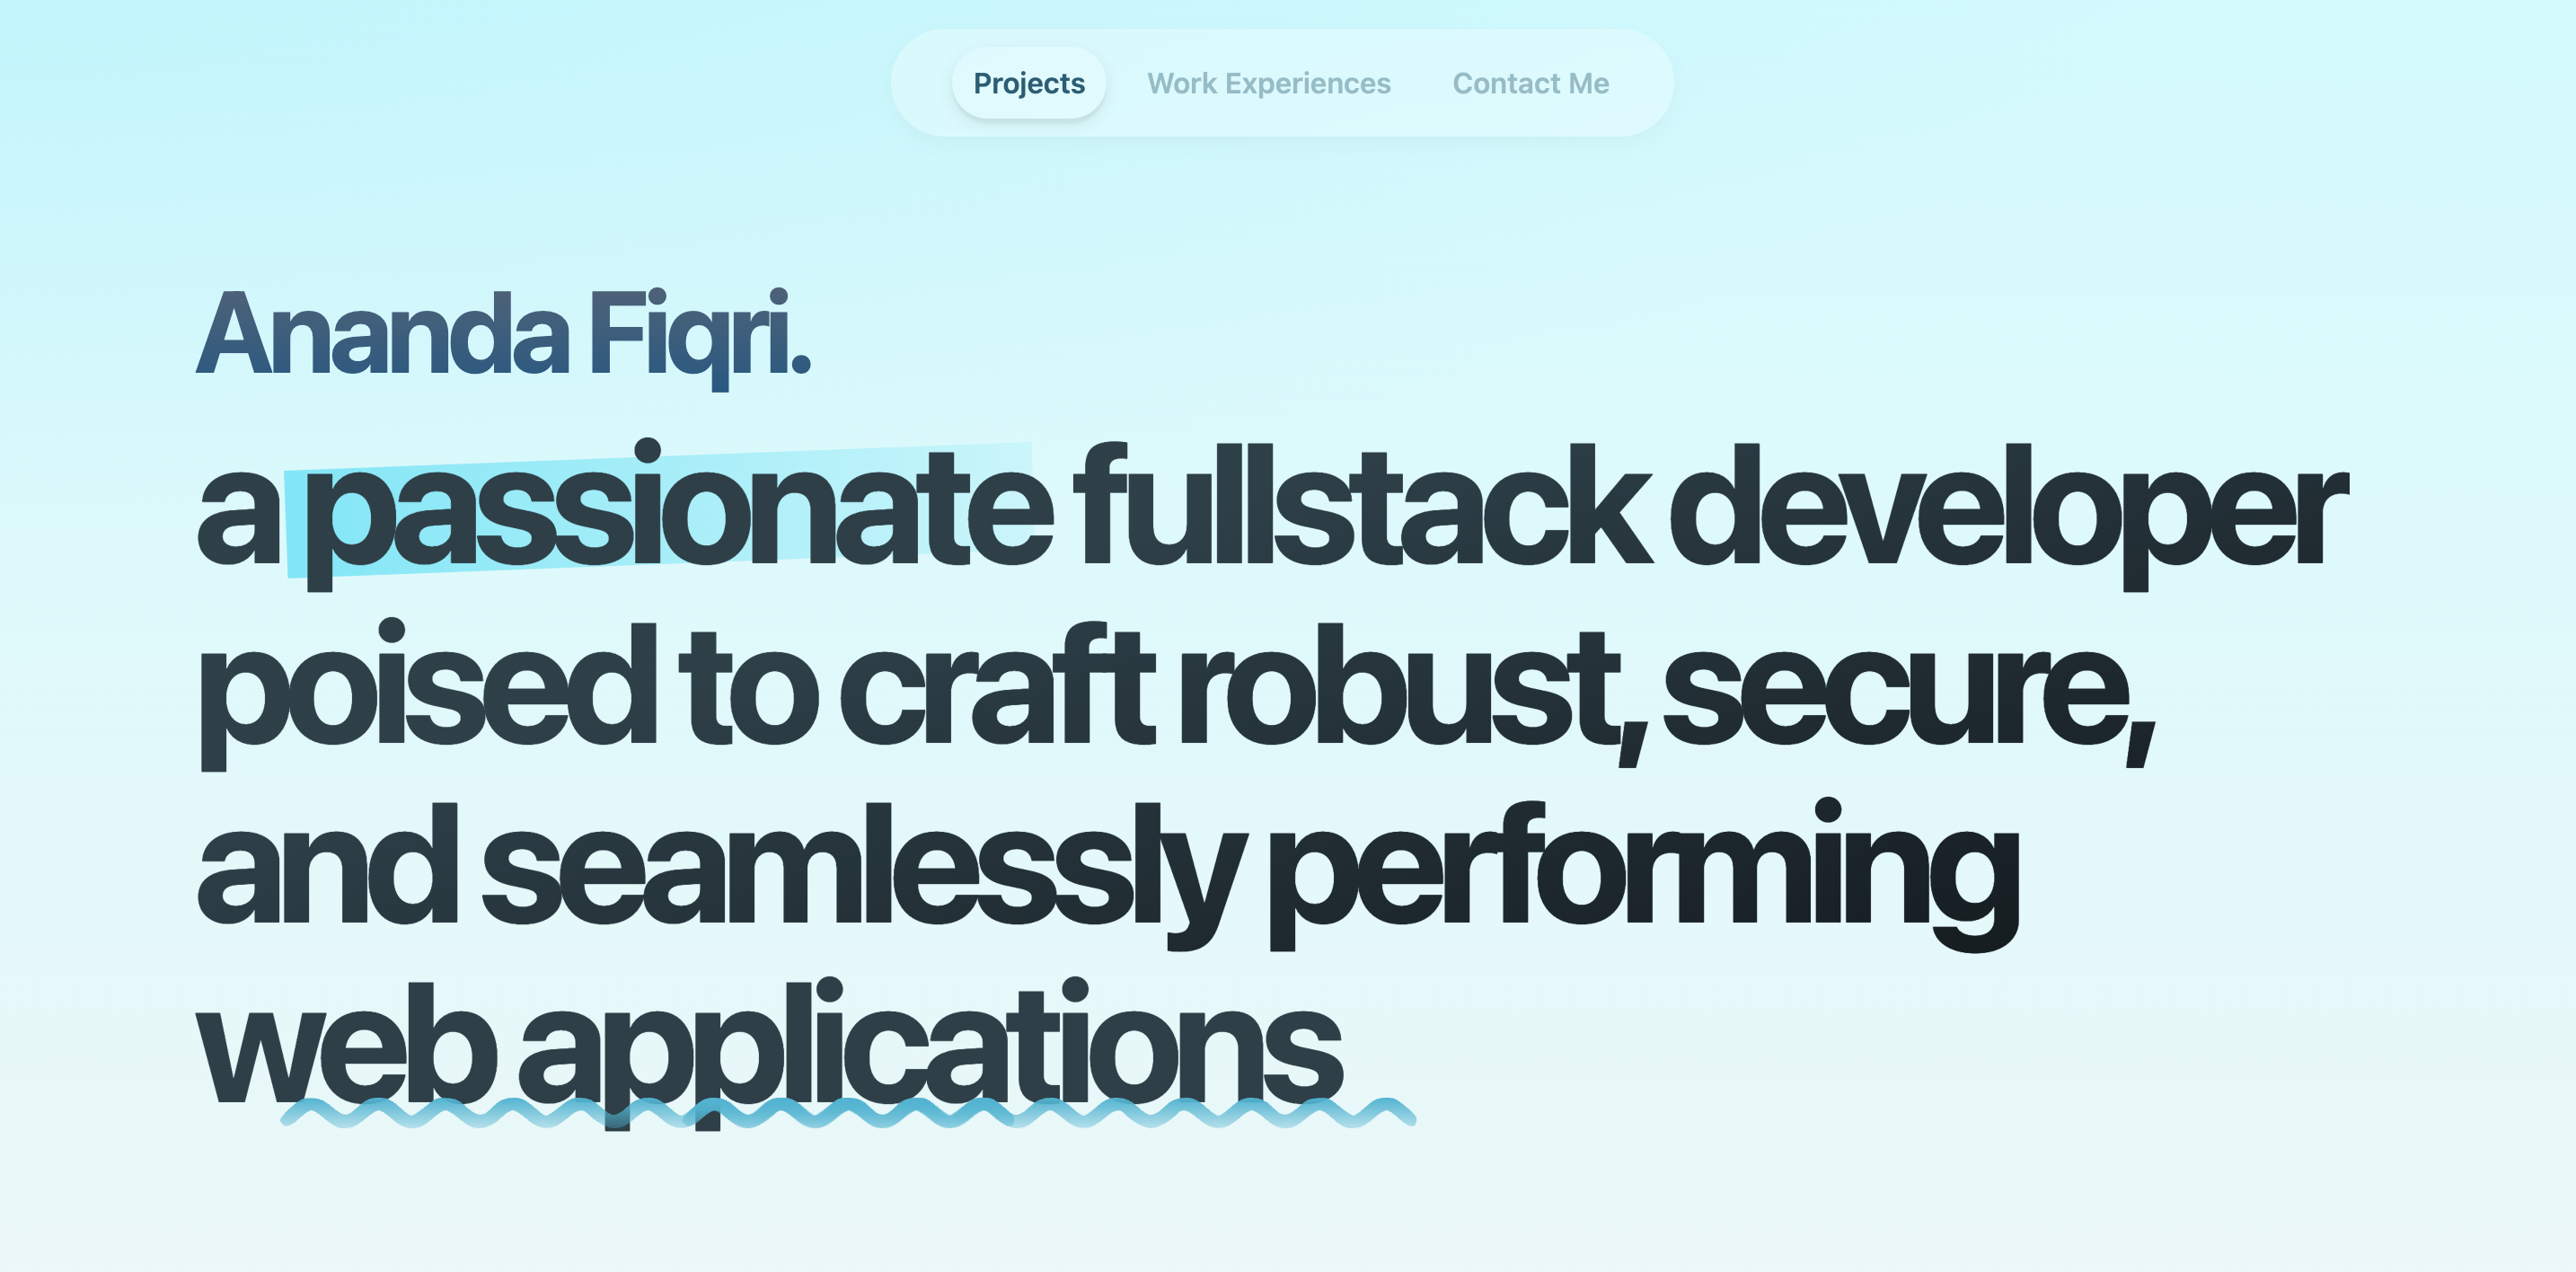 Projects Work Experiences Contact Me
Ananda Fiqri.
a passionate fullstack developer
poised to craft robust, secure,
and seamlessly performing
web applications